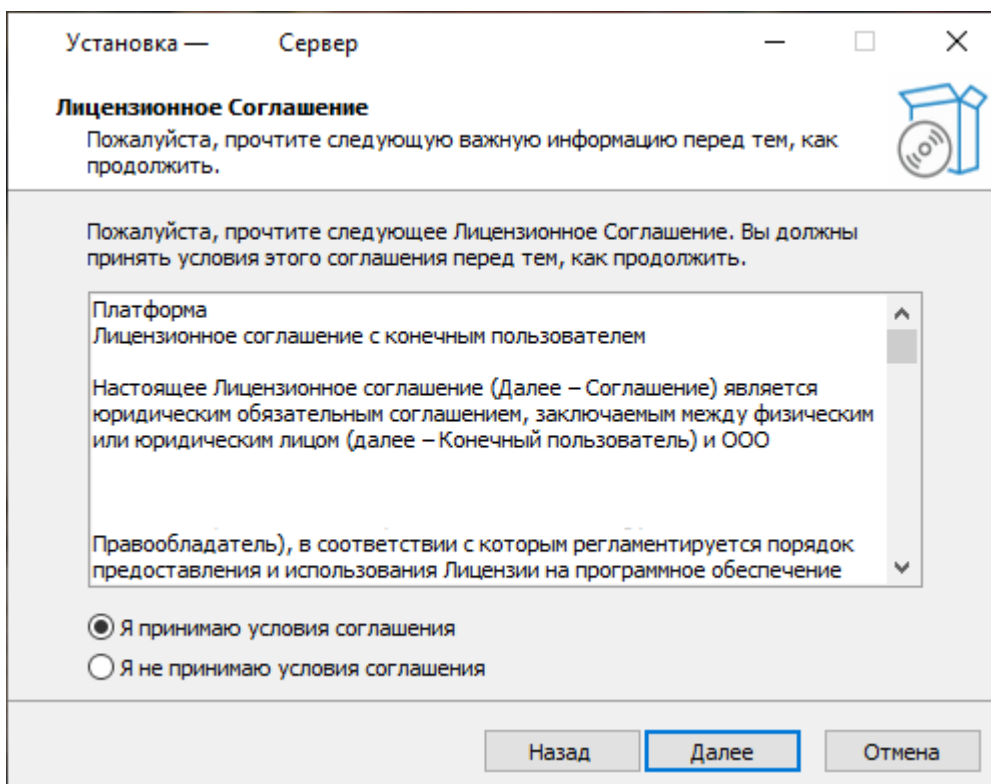 Установка — Сервер
Лицензионное Соглашение
Пожалуйста, прочтите следующую важную информацию перед тем, как
продолжить.
Пожалуйста, прочтите следующее Лицензионное Соглашение. Вы должны
принять условия этого соглашения перед тем, как продолжить.
Платформа
Лицензионное соглашение с конечным пользователем
Настоящее Лицензионное соглашение (Далее – Соглашение) является
юридическим обязательным соглашением, заключаемым между физическим
или юридическим лицом (далее – Конечный пользователь) и ООО
Правообладатель), в соответствии с которым регламентируется порядок
предоставления и использования Лицензии на программное обеспечение
Я принимаю условия соглашения
Я не принимаю условия соглашения
Назад Далее Отмена